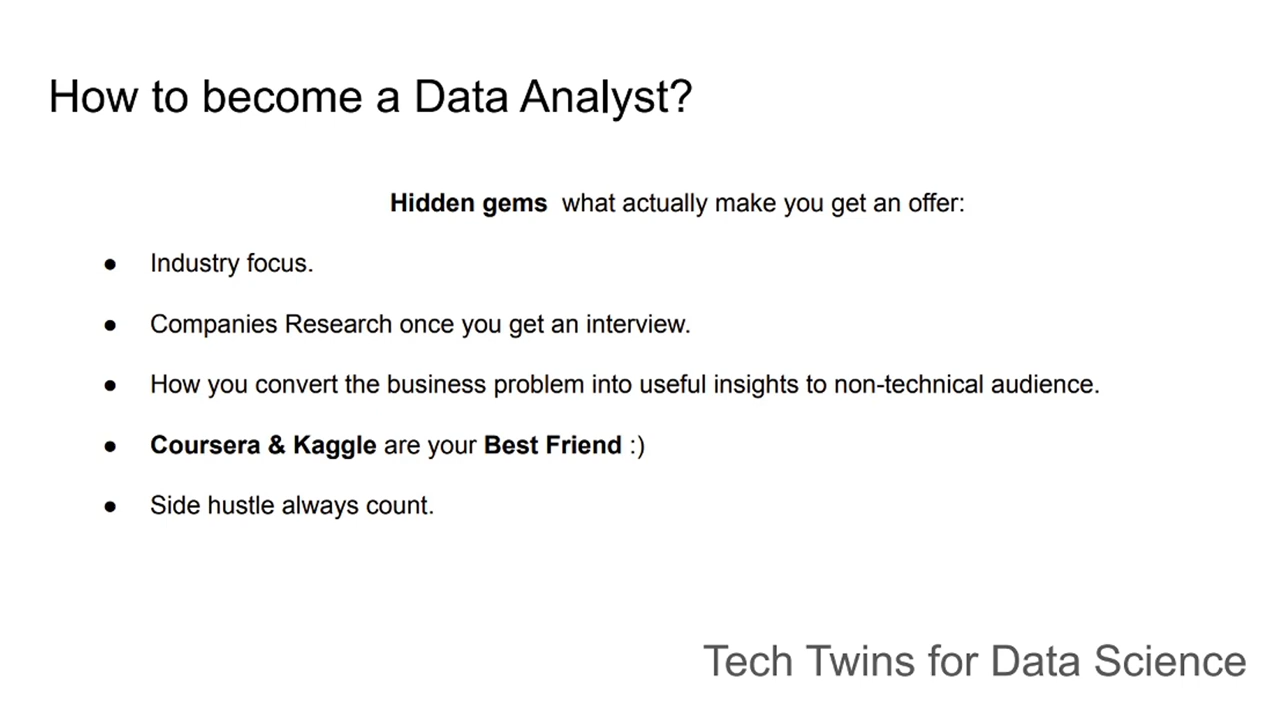 How to become a Data Analyst?
Hidden gems what actually make you get an offer:
● Industry focus.
● Companies Research once you get an interview.
● How you convert the business problem into useful insights to non-technical audience.
● Coursera & Kaggle are your Best Friend :)
● Side hustle always count.
Tech Twins for Data Science